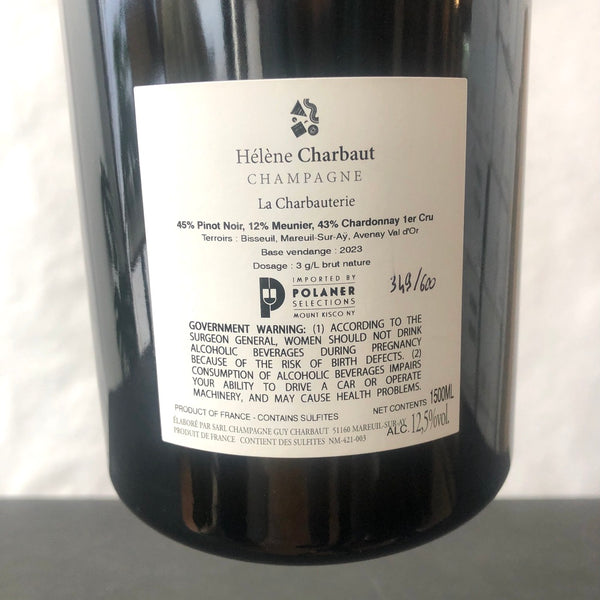 Hélène Charbaut
CHAMPAGNE
La Charbauterie
45% Pinot Noir, 12% Meunier, 43% Chardonnay 1er Cru
Terroirs : Bisseuil, Mareuil-Sur-Aÿ, Avenay Val d'Or
Base vendange : 2023
Dosage : 3 g/L brut nature
IMPORTED BY
POLANER
SELECTIONS
MOUNT KISCO NY
349/600
GOVERNMENT WARNING: (1) ACCORDING TO THE
SURGEON GENERAL, WOMEN SHOULD NOT DRINK
ALCOHOLIC BEVERAGES DURING PREGNANCY
BECAUSE OF THE RISK OF BIRTH DEFECTS. (2)
CONSUMPTION OF ALCOHOLIC BEVERAGES IMPAIRS
YOUR ABILITY TO DRIVE A CAR OR OPERATE
MACHINERY, AND MAY CAUSE HEALTH PROBLEMS.
PRODUCT OF FRANCE - CONTAINS SULFITES
NET CONTENTS 1500ML
ÉLABORÉ PAR SARL CHAMPAGNE GUY CHARBAUT 51160 MAREUIL-SUR-AY
ALC. 12,5%vol.
PRODUIT DE FRANCE CONTIENT DES SULFITES NM-421-003